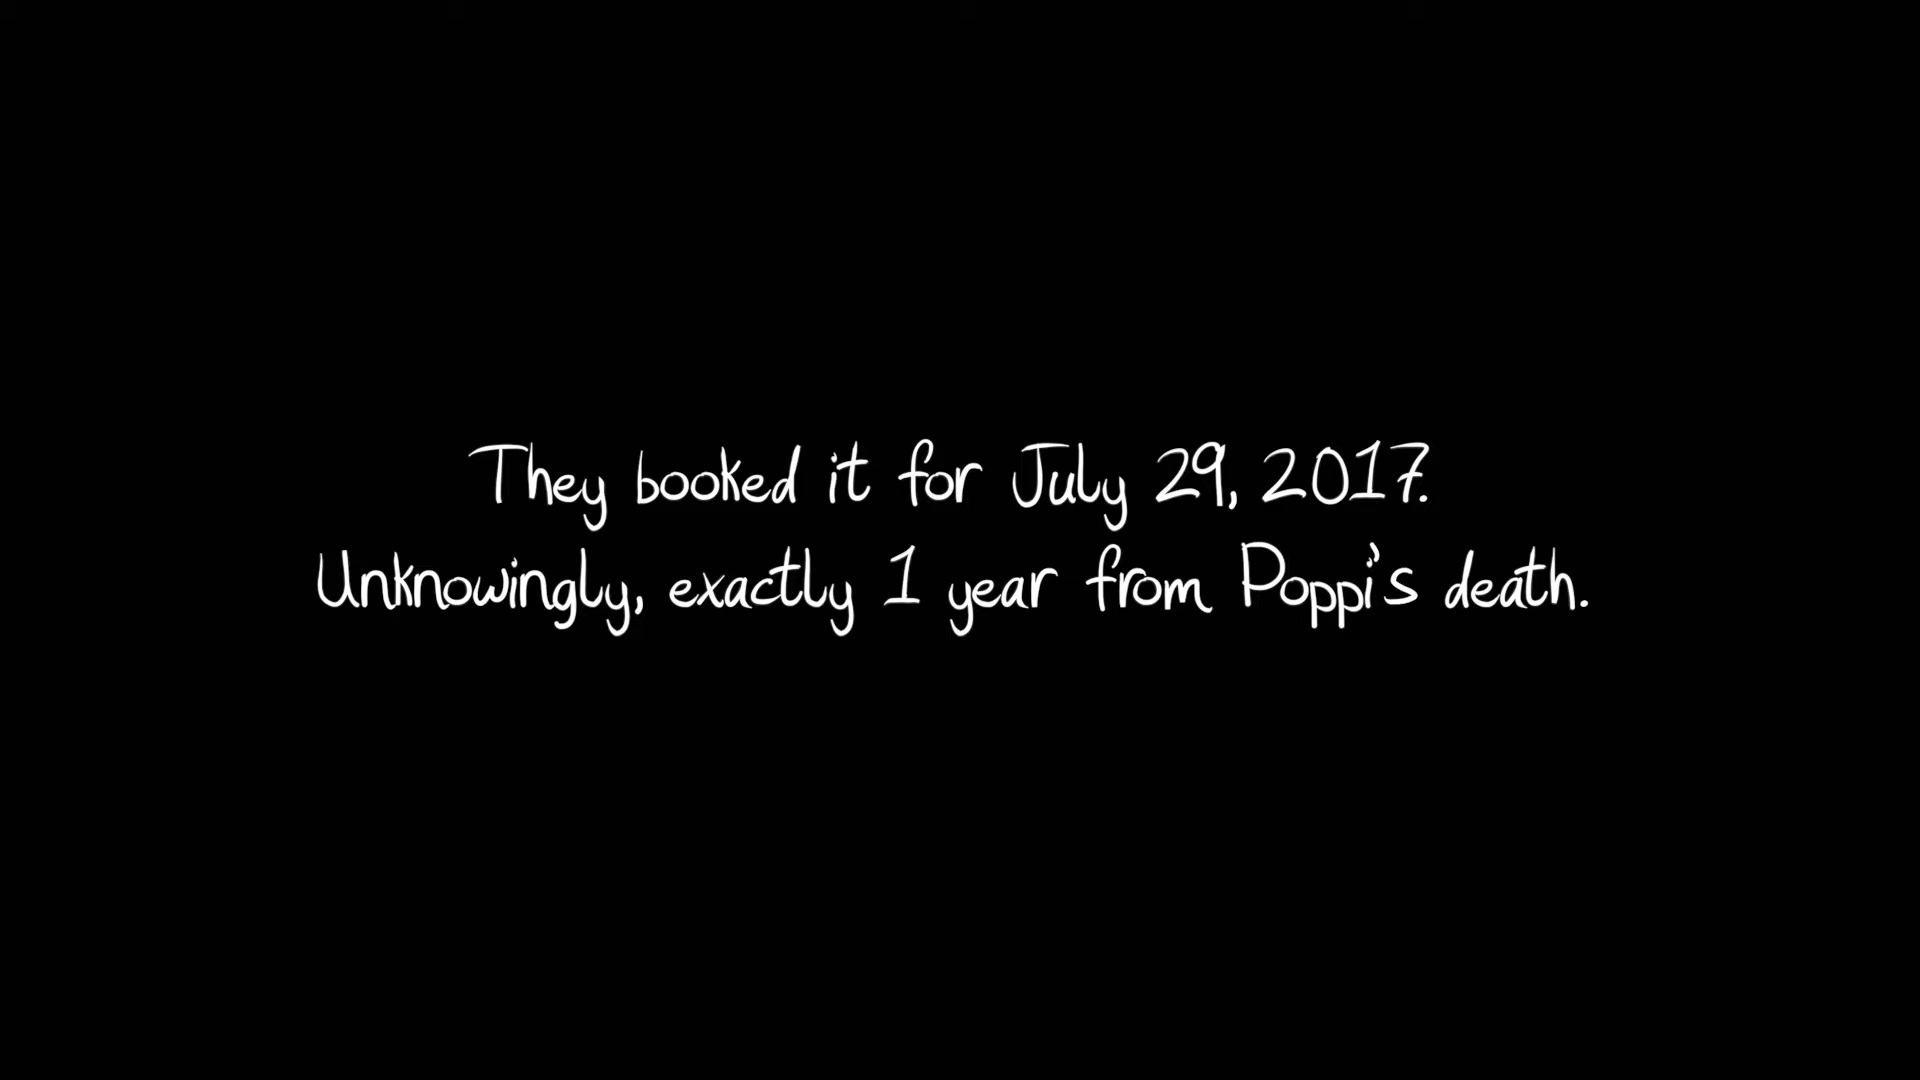 They booked it for July 29, 2017.
Unknowingly, exactly 1 year from Poppi's death.